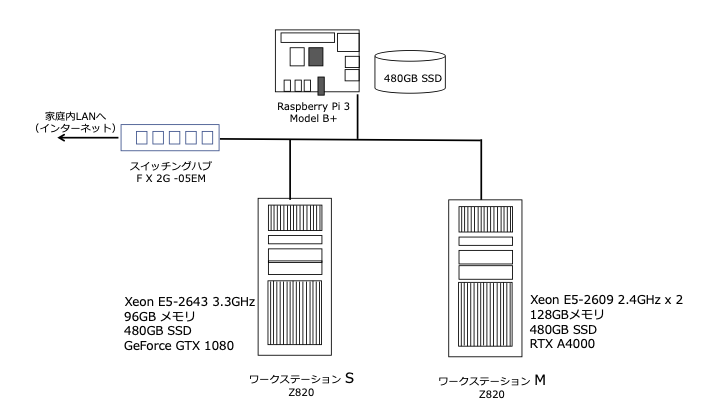 480GB SSD
Raspberry Pi 3
Model B+
家庭内LANへ
（インターネット）
スイッチングハブ
F X 2G -05EM
Xeon E5-2643 3.3GHz
96GB メモリ
480GB SSD
GeForce GTX 1080
Xeon E5-2609 2.4GHz x 2
128GBメモリ
480GB SSD
RTX A4000
ワークステーション S
Z820
ワークステーション M
Z820